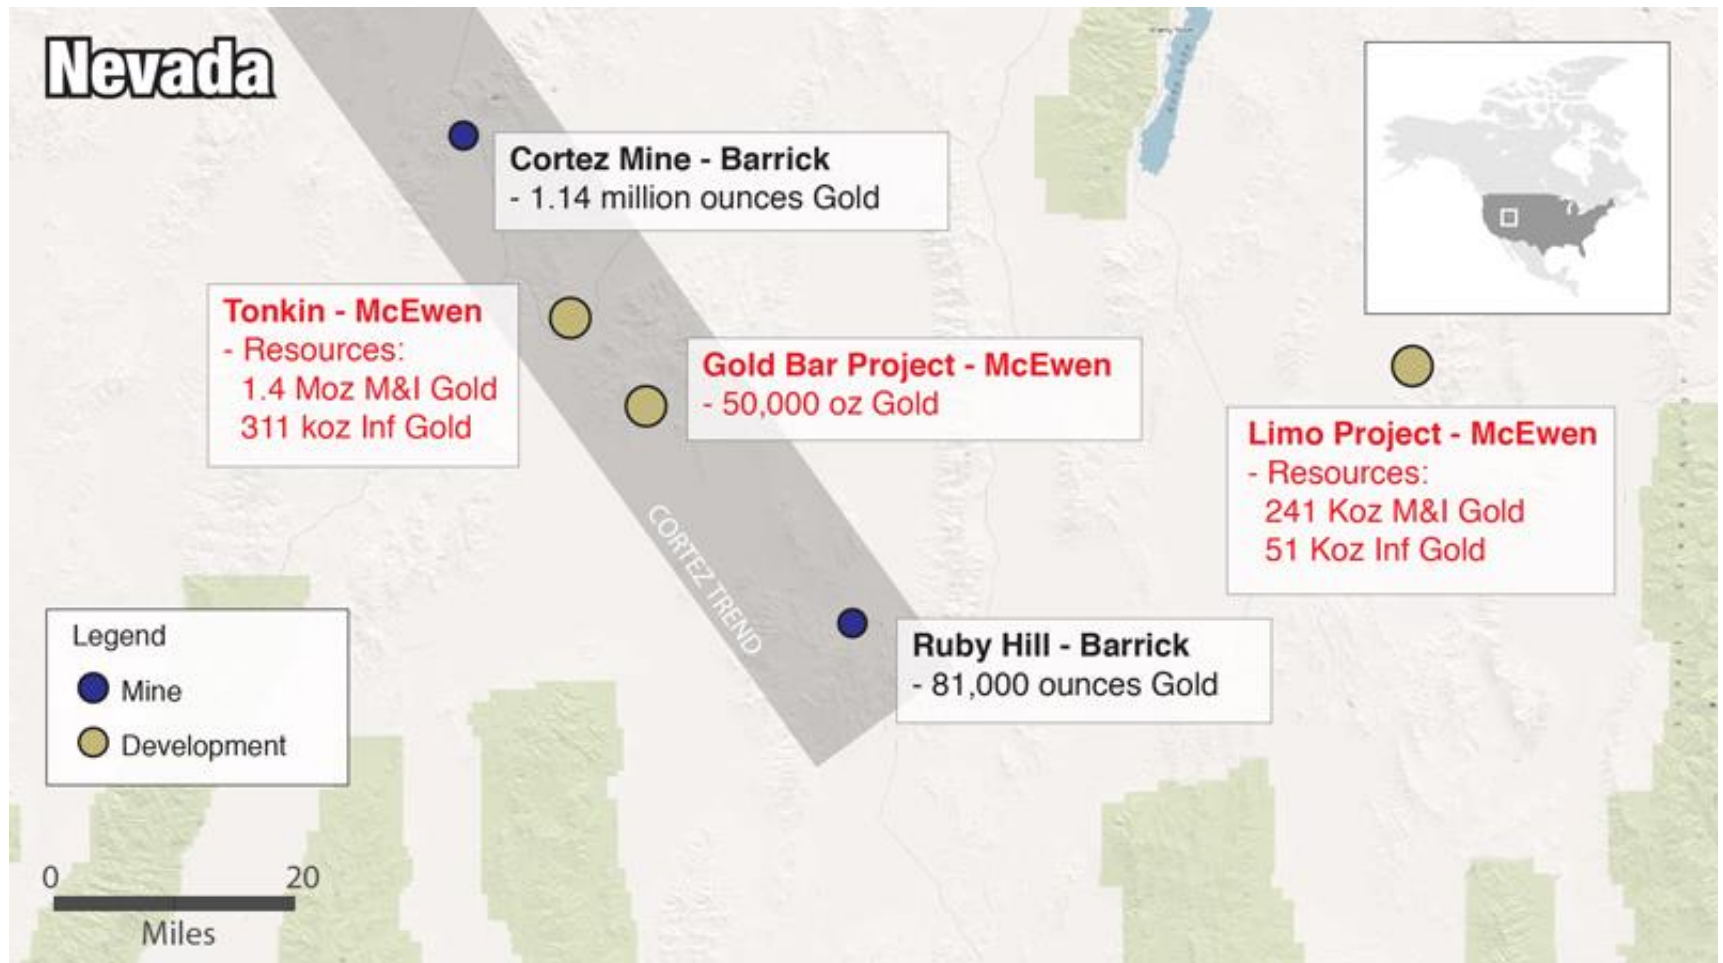 Nevada
Cortez Mine - Barrick
- 1.14 million ounces Gold
Tonkin - McEwen
- Resources:
1.4 Moz M&I Gold
311 koz Inf Gold
Gold Bar Project - McEwen
- 50,000 oz Gold
Limo Project - McEwen
- Resources:
241 Koz M&I Gold
51 Koz Inf Gold
CORTEZ TREND
Ruby Hill - Barrick
- 81,000 ounces Gold
Legend
Mine
Development
0 20
Miles